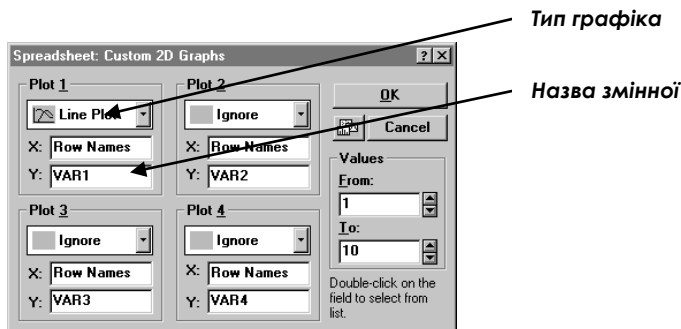 Тип графіка
Spreadsheet: Custom 2D Graphs
Назва змінної
Plot 1
Line Plot
X: Row Names
Y: VAR1
Plot 2
Ignore
X: Row Names
Y: VAR2
OK
Cancel
Values
From:
1
To:
10
Plot 3
Ignore
X: Row Names
Y: VAR3
Plot 4
Ignore
X: Row Names
Y: VAR4
Double-click on the
field to select from
list.